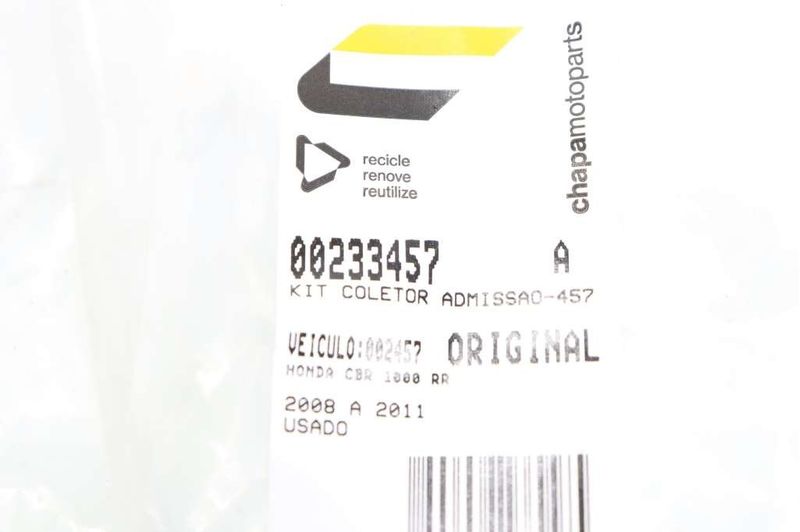 chapamotoparts
recicle
renove
reutilize
00233457 A
KIT COLETOR ADMISSAO-457
VEICULO:002457 ORIGINAL
HONDA CBR 1000 RR
2008 A 2011
USADO